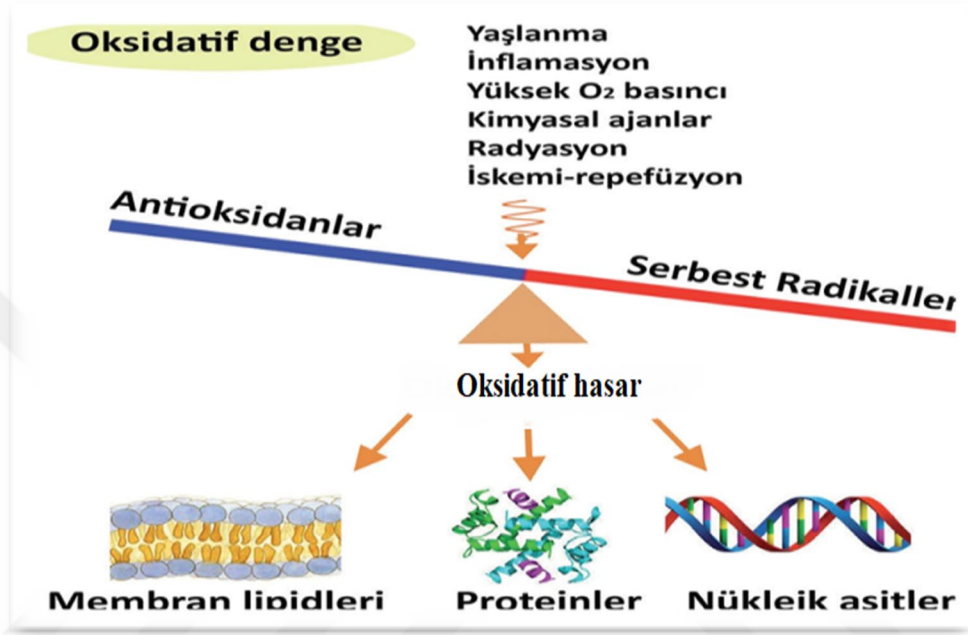 Oksidatif denge
Yaşlanma
İnflamasyon
Yüksek O₂ basıncı
Kimyasal ajanlar
Radyasyon
İskemi-repefüzyon
Antioksidanlar
Serbest Radikaller
Oksidatif hasar
Membran lipidleri
Proteinler
Nükleik asitler